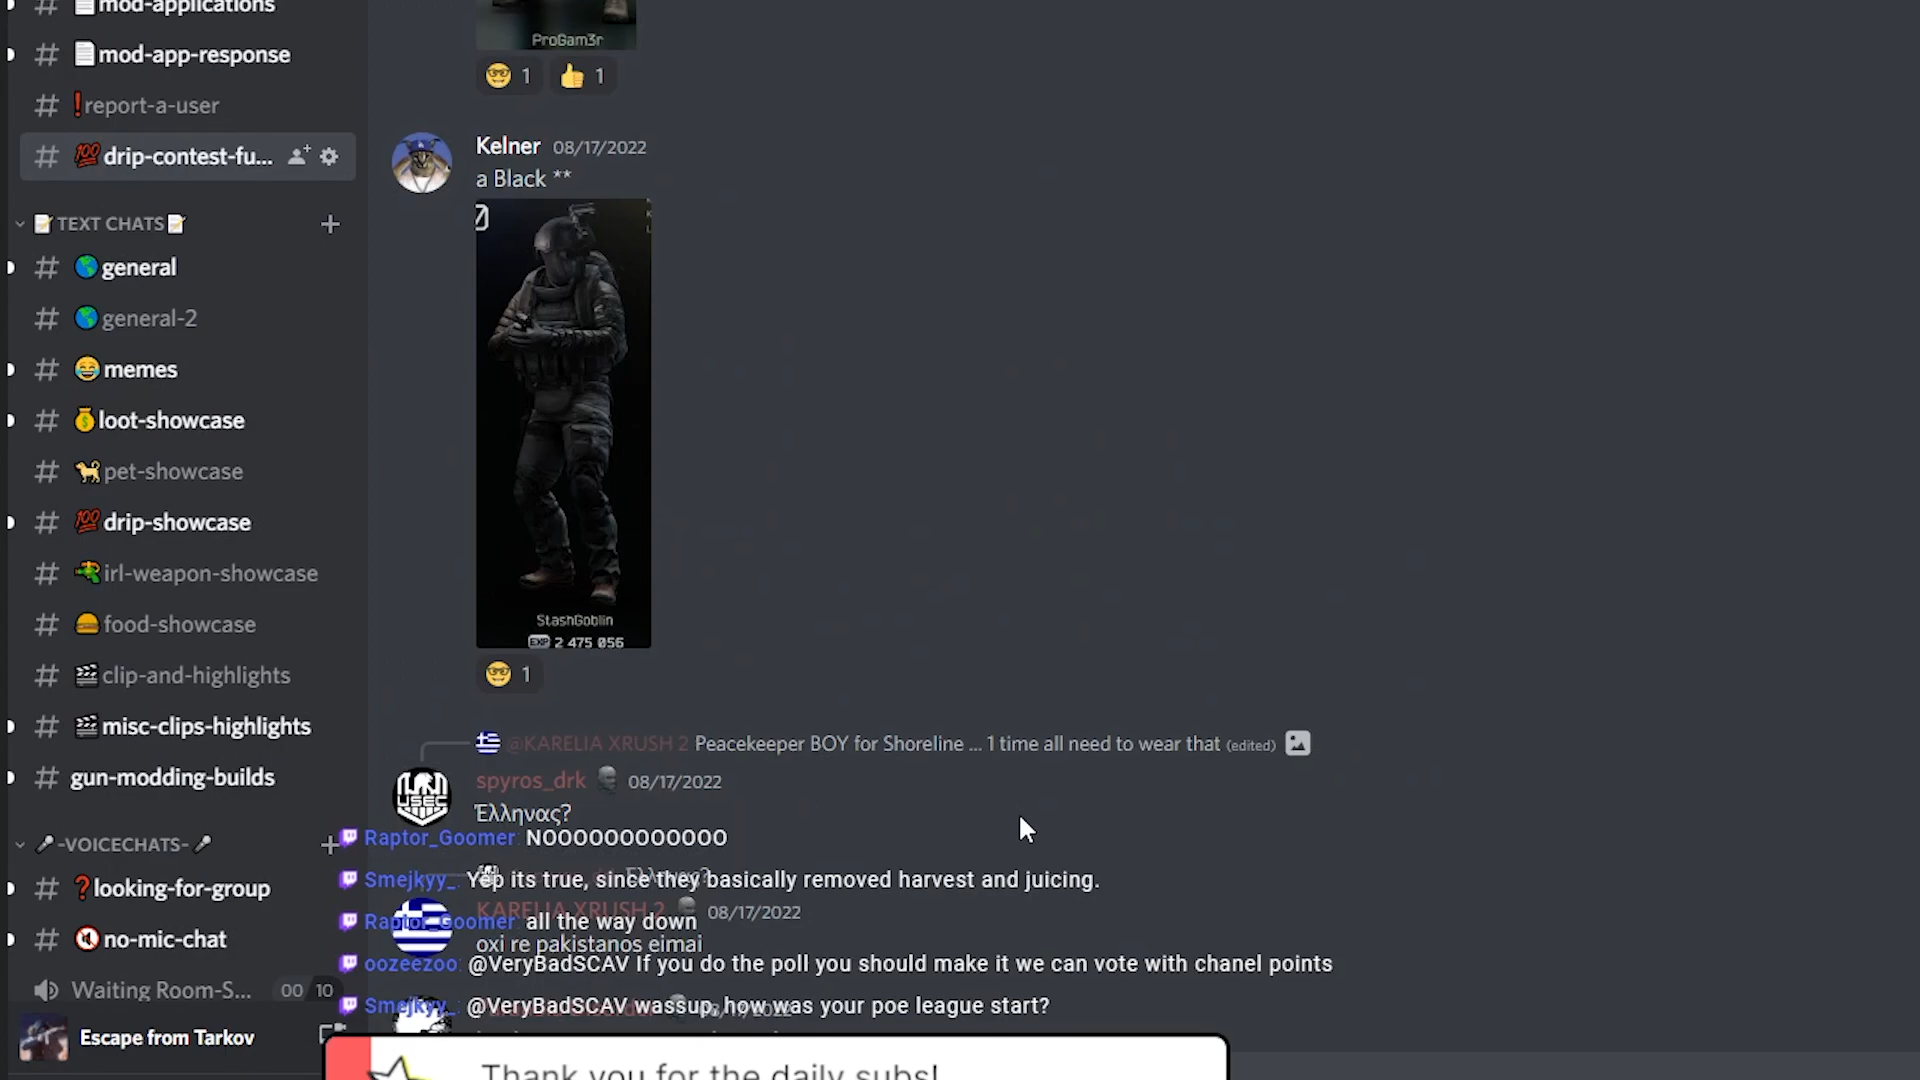 mod-applications
mod-app-response
report-a-user
drip-contest-fu...
TEXT CHATS
general
general-2
memes
loot-showcase
pet-showcase
drip-showcase
irl-weapon-showcase
food-showcase
clip-and-highlights
misc-clips-highlights
gun-modding-builds
-VOICECHATS-
looking-for-group
no-mic-chat
Waiting Room-S... 00 10
Escape from Tarkov
ProGam3r
1 1
Kelner 08/17/2022
a Black **
StashGoblin
EXP 2 475 056
1
@KARELIA XRUSH 2 Peacekeeper BOY for Shoreline ... 1 time all need to wear that (edited)
USEC
spyros_drk 08/17/2022
Έλληνας?
Raptor_Goomer NOOOOOOOOOOOO
Έλληνας?
Smejkyy_: Yep its true, since they basically removed harvest and juicing.
KARELIA XRUSH 2 08/17/2022
Raptor_Goomer all the way down
oxi re pakistanos eimai
oozeezoo: @VeryBadSCAV If you do the poll you should make it we can vote with chanel points
Smejkyy_: @VeryBadSCAV wassup, how was your poe league start?
Thank you for the daily subs!